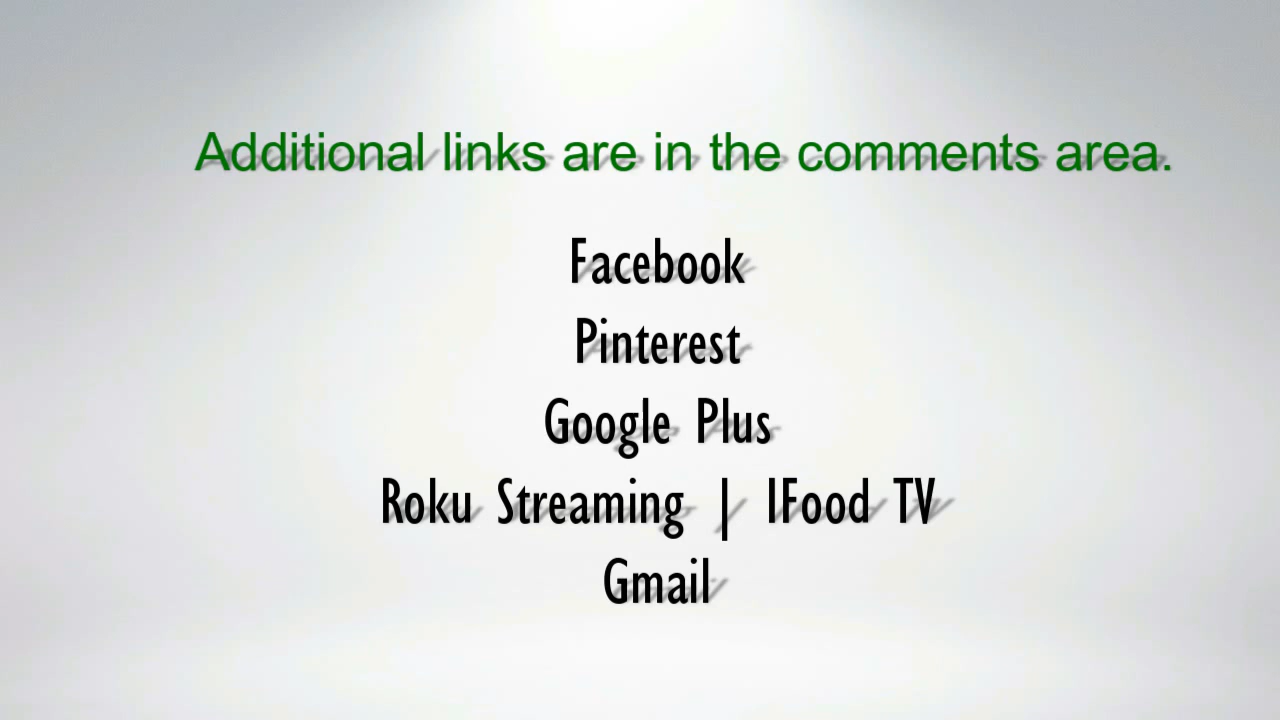 Additional links are in the comments area.
Facebook
Pinterest
Google Plus
Roku Streaming | IFood TV
Gmail